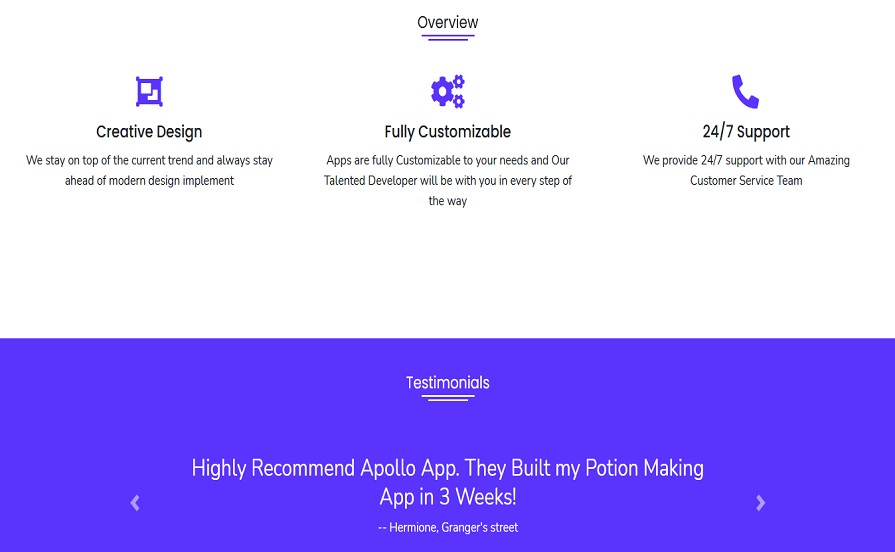 Overview
Creative Design
We stay on top of the current trend and always stay
ahead of modern design implement
Fully Customizable
Apps are fully Customizable to your needs and Our
Talented Developer will be with you in every step of
the way
24/7 Support
We provide 24/7 support with our Amazing
Customer Service Team
Testimonials
Highly Recommend Apollo App. They Built my Potion Making
App in 3 Weeks!
-- Hermione, Granger's street